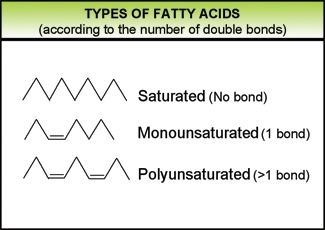 TYPES OF FATTY ACIDS
(according to the number of double bonds)
Saturated (No bond)
Monounsaturated (1 bond)
Polyunsaturated (>1 bond)